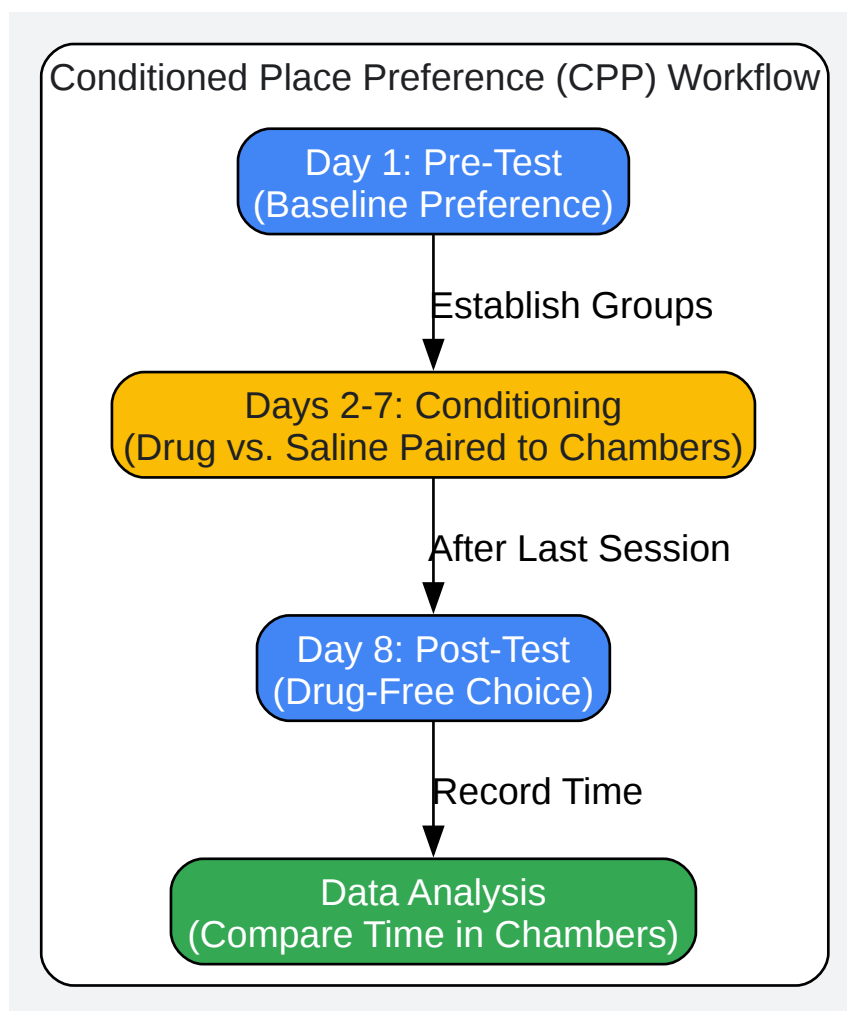 Conditioned Place Preference (CPP) Workflow
Day 1: Pre-Test
(Baseline Preference)
Establish Groups
Days 2-7: Conditioning
(Drug vs. Saline Paired to Chambers)
After Last Session
Day 8: Post-Test
(Drug-Free Choice)
Record Time
Data Analysis
(Compare Time in Chambers)